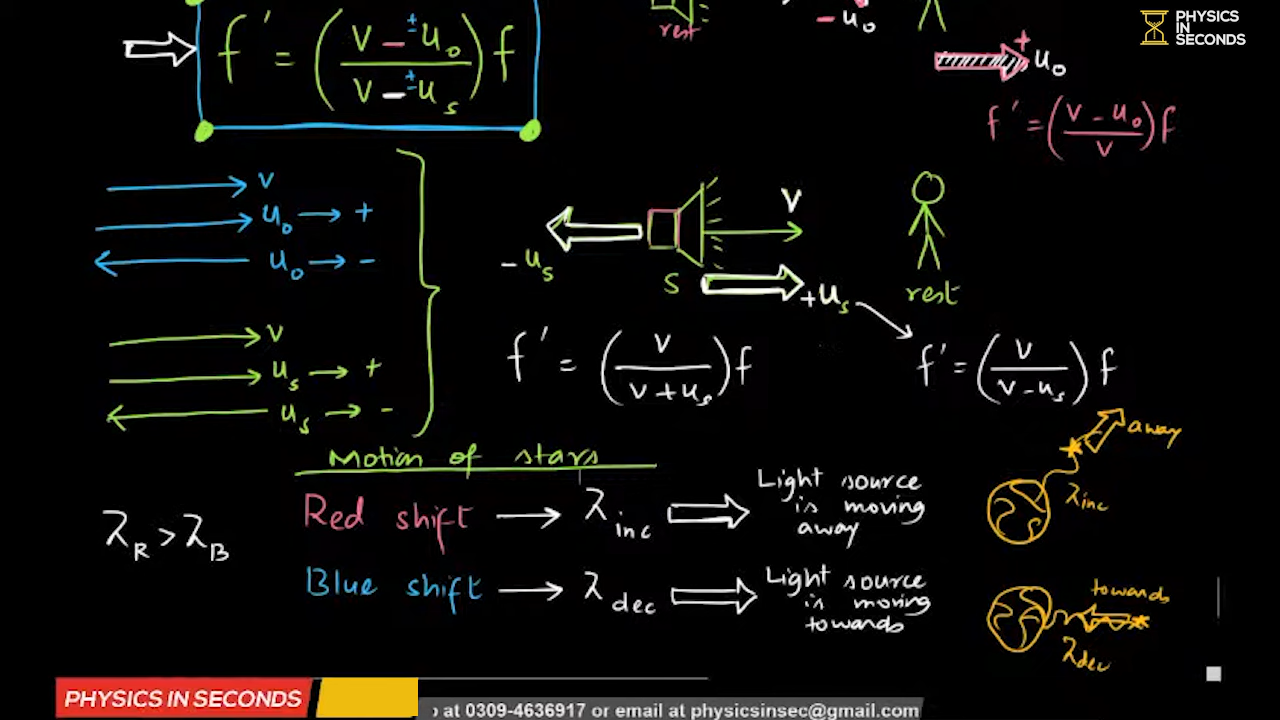 PHYSICS
IN
SECONDS
f' = (v - ± u₀ / v - ± uₛ) f
rest
- u₀
+
u₀
f' = (v - u₀ / v) f
v
u₀ → +
u₀ → -
v
uₛ → +
uₛ → -
v
- uₛ
S
+uₛ
rest
f' = (v / v + uₛ) f
f' = (v / v - uₛ) f
Motion of stars
λR > λB
Red shift → λinc ⇒ Light source
is moving
away
Blue shift → λdec ⇒ Light source
is moving
towards
away
λinc
towards
λdec
PHYSICS IN SECONDS
at 0309-4636917 or email at physicsinsec@gmail.com